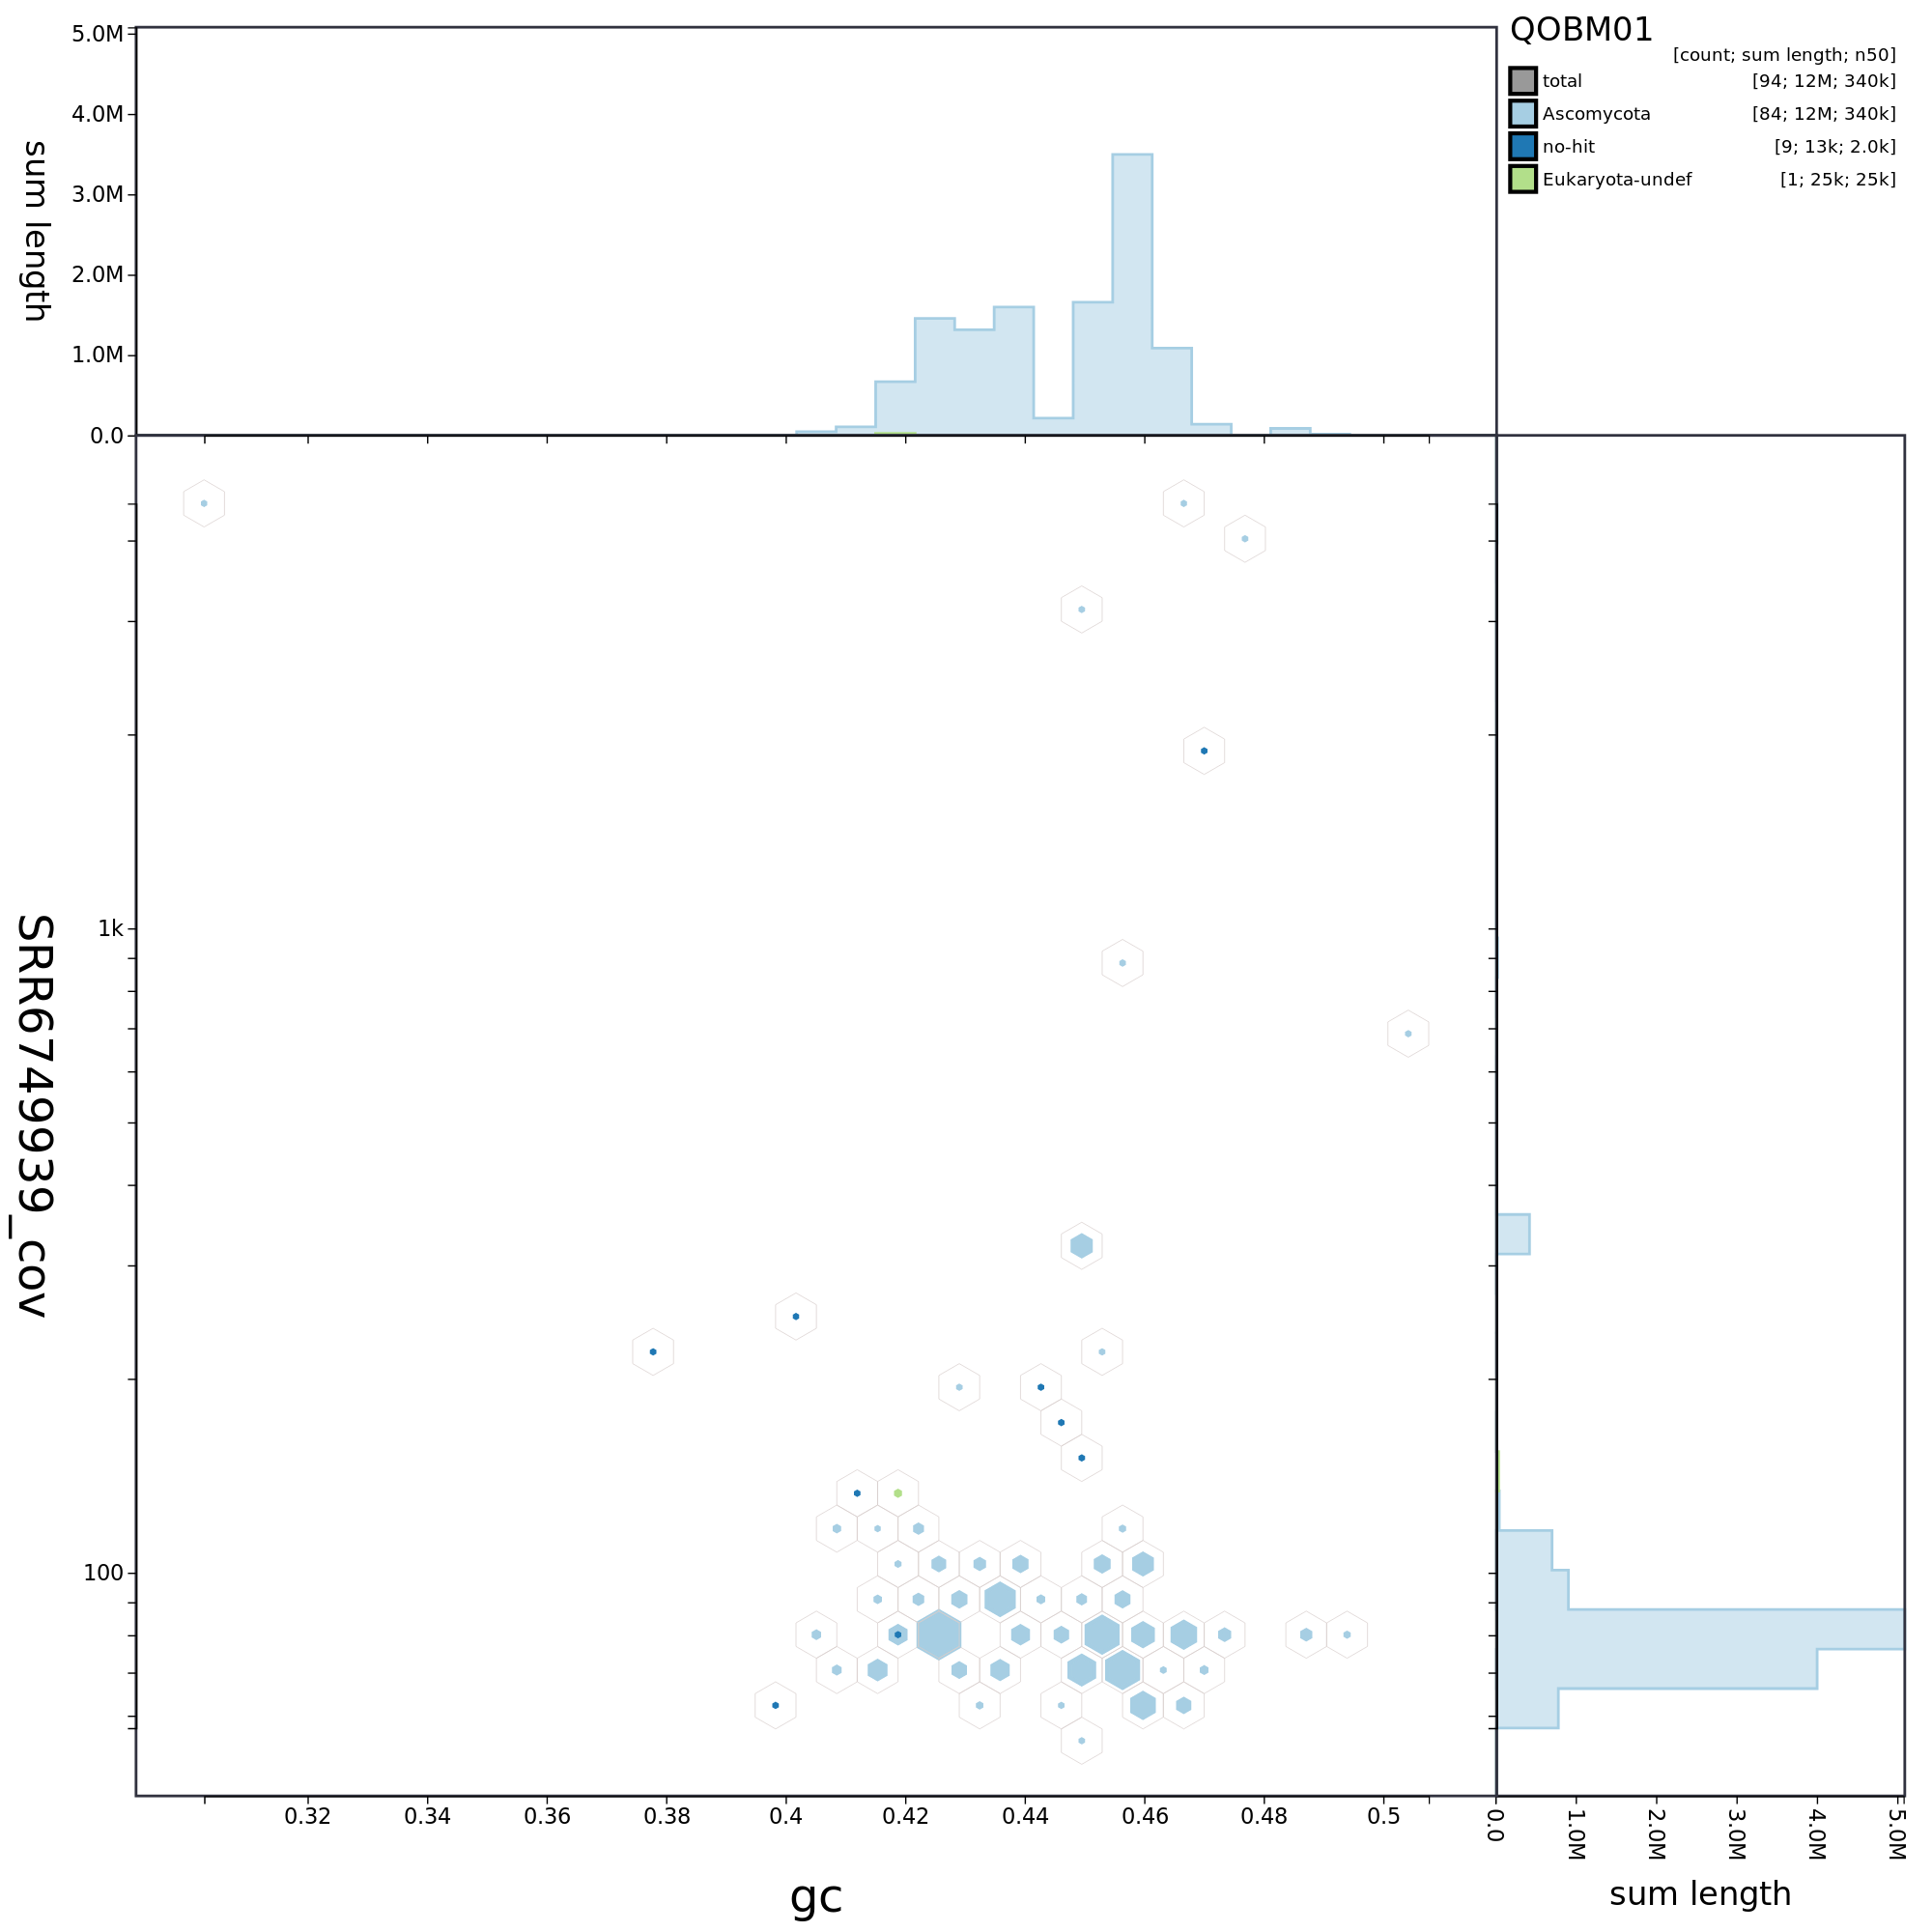 QOBM01
[count; sum length; n50]
total [94; 12M; 340k]
Ascomycota [84; 12M; 340k]
no-hit [9; 13k; 2.0k]
Eukaryota-undef [1; 25k; 25k]
5.0M
4.0M
3.0M
2.0M
1.0M
0.0
sum length
1k
100
SRR6749939_cov
0.32 0.34 0.36 0.38 0.4 0.42 0.44 0.46 0.48 0.5
gc
0.0 1.0M 2.0M 3.0M 4.0M 5.0M
sum length